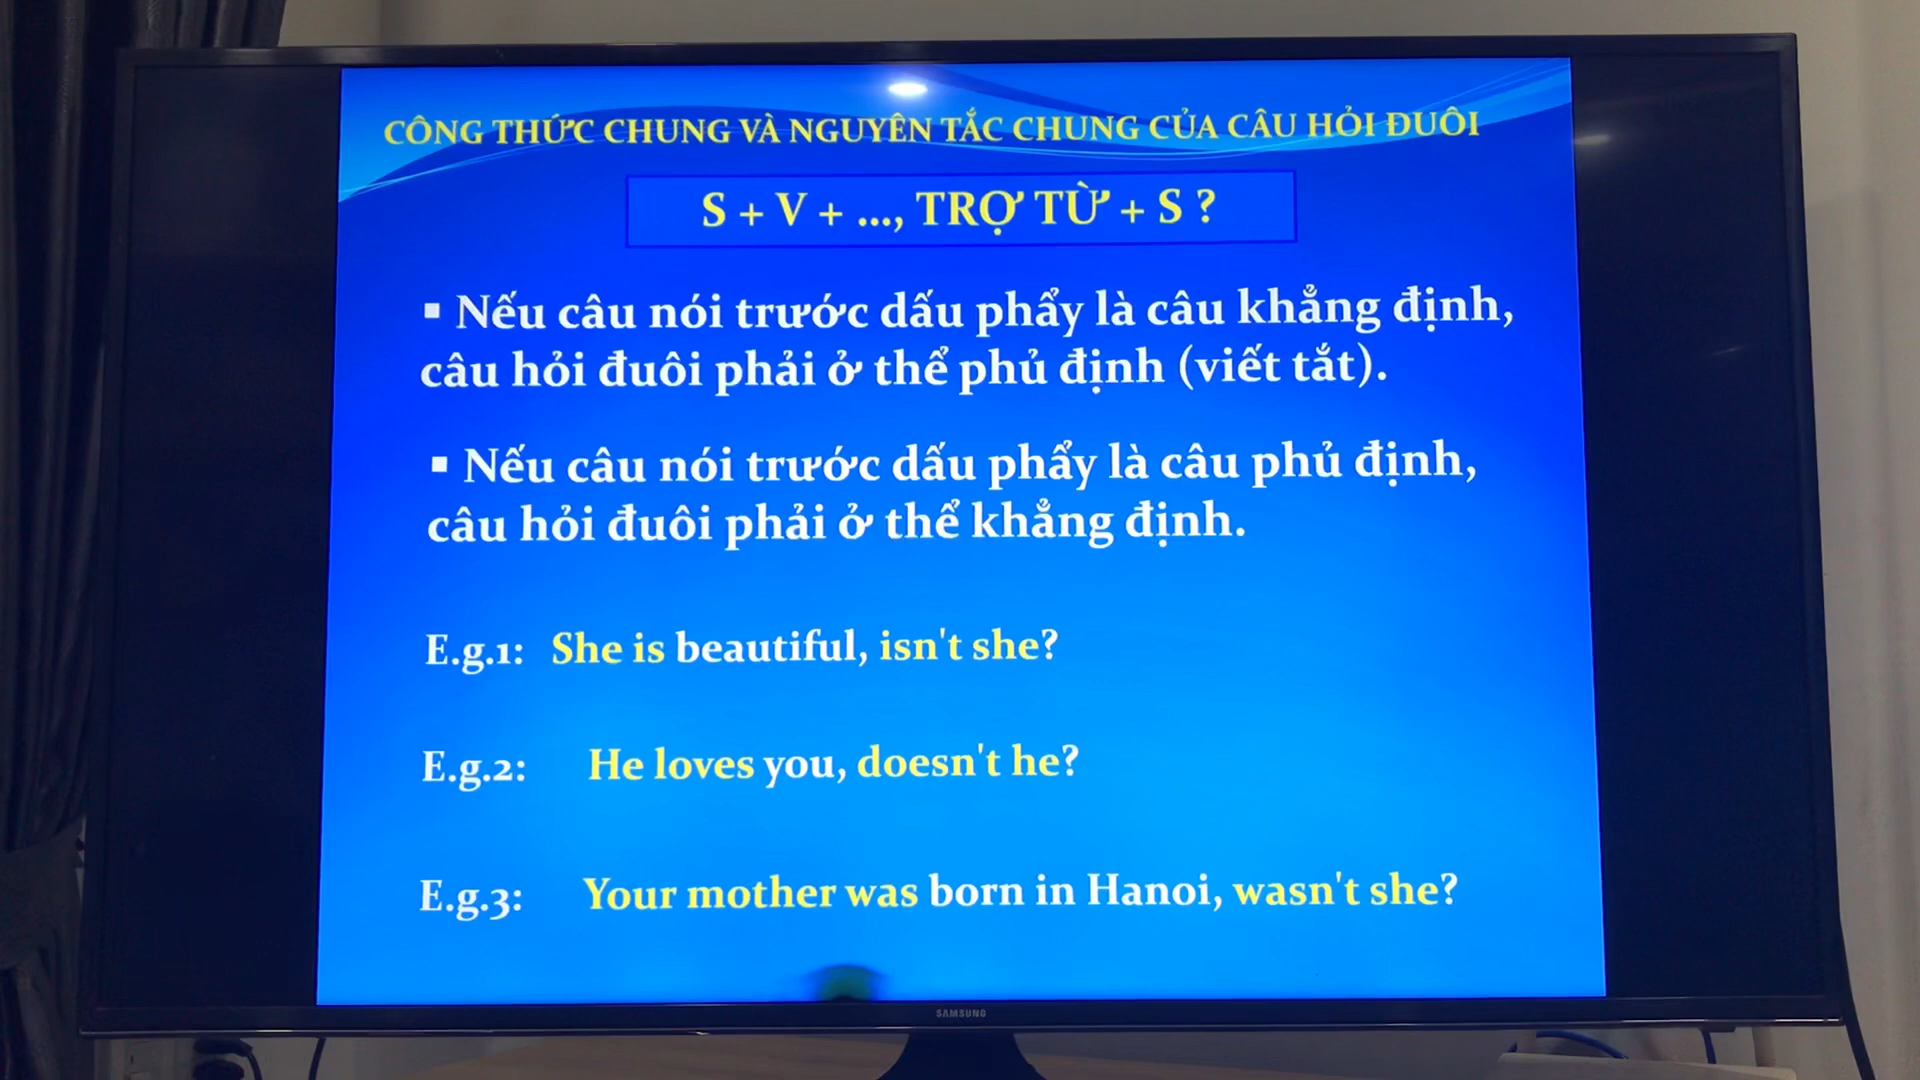 CÔNG THỨC CHUNG VÀ NGUYÊN TẮC CHUNG CỦA CÂU HỎI ĐUÔI
S + V + ..., TRỢ TỪ + S ?
▪ Nếu câu nói trước dấu phẩy là câu khẳng định,
câu hỏi đuôi phải ở thể phủ định (viết tắt).
▪ Nếu câu nói trước dấu phẩy là câu phủ định,
câu hỏi đuôi phải ở thể khẳng định.
E.g.1: She is beautiful, isn't she?
E.g.2: He loves you, doesn't he?
E.g.3: Your mother was born in Hanoi, wasn't she?
SAMSUNG